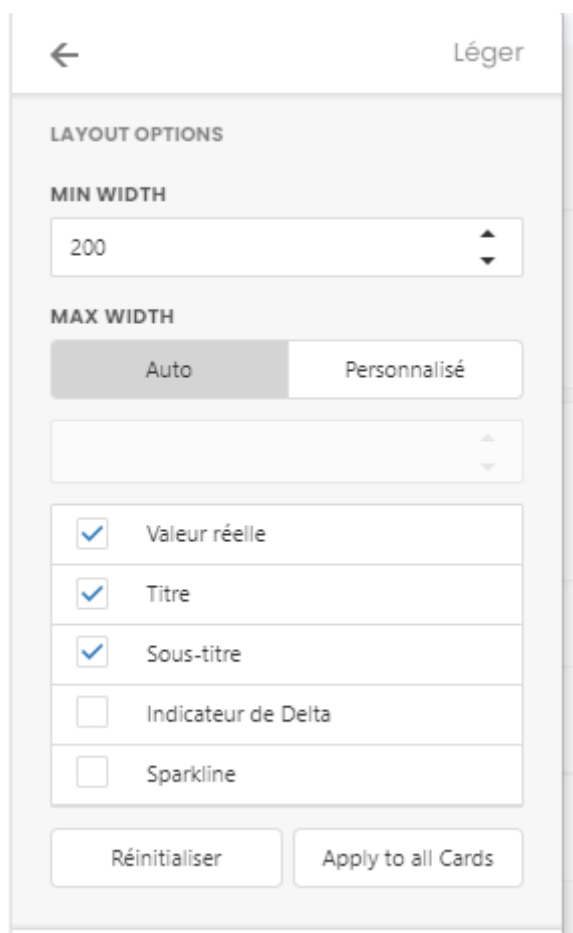 Léger
LAYOUT OPTIONS
MIN WIDTH
200
MAX WIDTH
Auto Personnalisé
Valeur réelle
Titre
Sous-titre
Indicateur de Delta
Sparkline
Réinitialiser Apply to all Cards